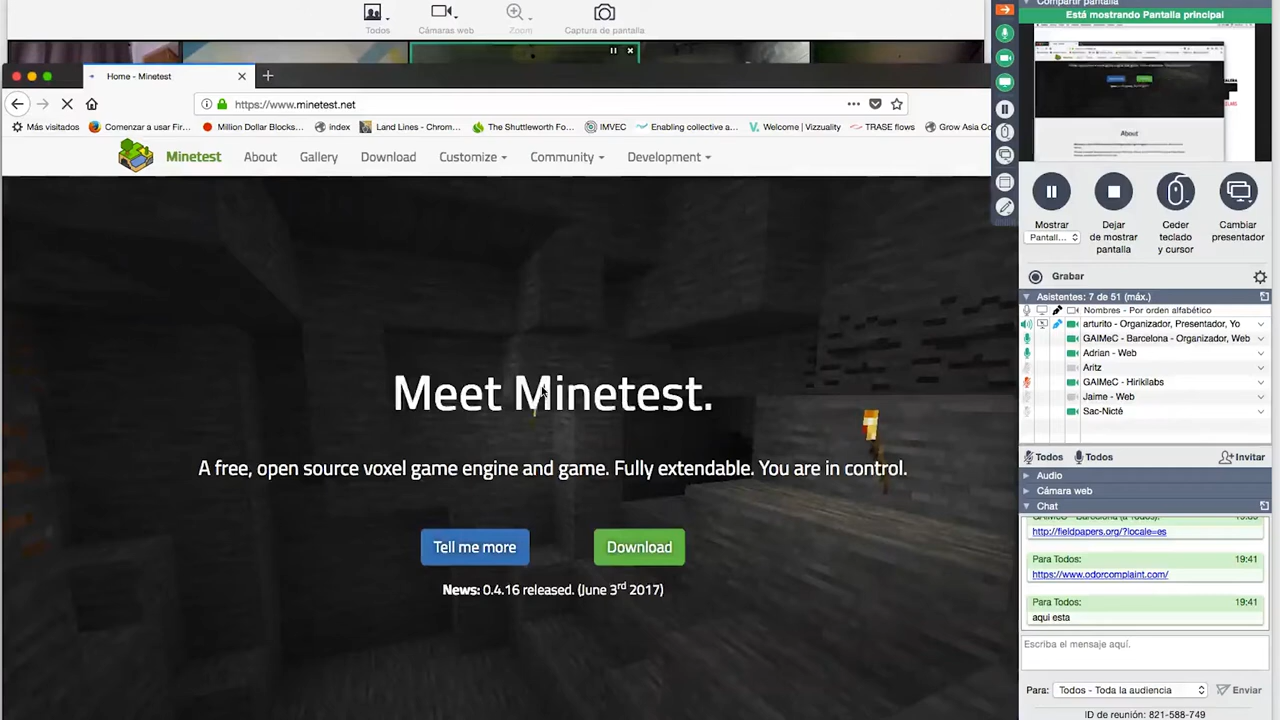 Todos
Cámaras web
Zoom
Captura de pantalla
Home - Minetest
https://www.minetest.net
Más visitados
Comenzar a usar Fir...
Million Dollar Blocks...
index
Land Lines - Chrom...
The Shuttleworth Fo...
IMVEC
Enabling collective a...
Welcome | Vizzuality
TRASE flows
Grow Asia Co
Minetest
About
Gallery
Download
Customize
Community
Development
Meet Minetest.
A free, open source voxel game engine and game. Fully extendable. You are in control.
Tell me more
Download
News: 0.4.16 released. (June 3rd 2017)
Compartir pantalla
Está mostrando Pantalla principal
About
Mostrar
Pantall...
Dejar
de mostrar
pantalla
Ceder
teclado
y cursor
Cambiar
presentador
Grabar
Asistentes: 7 de 51 (máx.)
Nombres - Por orden alfabético
arturito - Organizador, Presentador, Yo
GAIMeC - Barcelona - Organizador, Web
Adrian - Web
Aritz
GAIMeC - Hirikilabs
Jaime - Web
Sac-Nicté
Todos
Todos
Invitar
Audio
Cámara web
Chat
GAIMeC - Barcelona (a Todos):
http://fieldpapers.org/?locale=es
Para Todos:
19:41
https://www.odorcomplaint.com/
Para Todos:
19:41
aqui esta
Escriba el mensaje aquí.
Para:
Todos - Toda la audiencia
Enviar
ID de reunión: 821-588-749